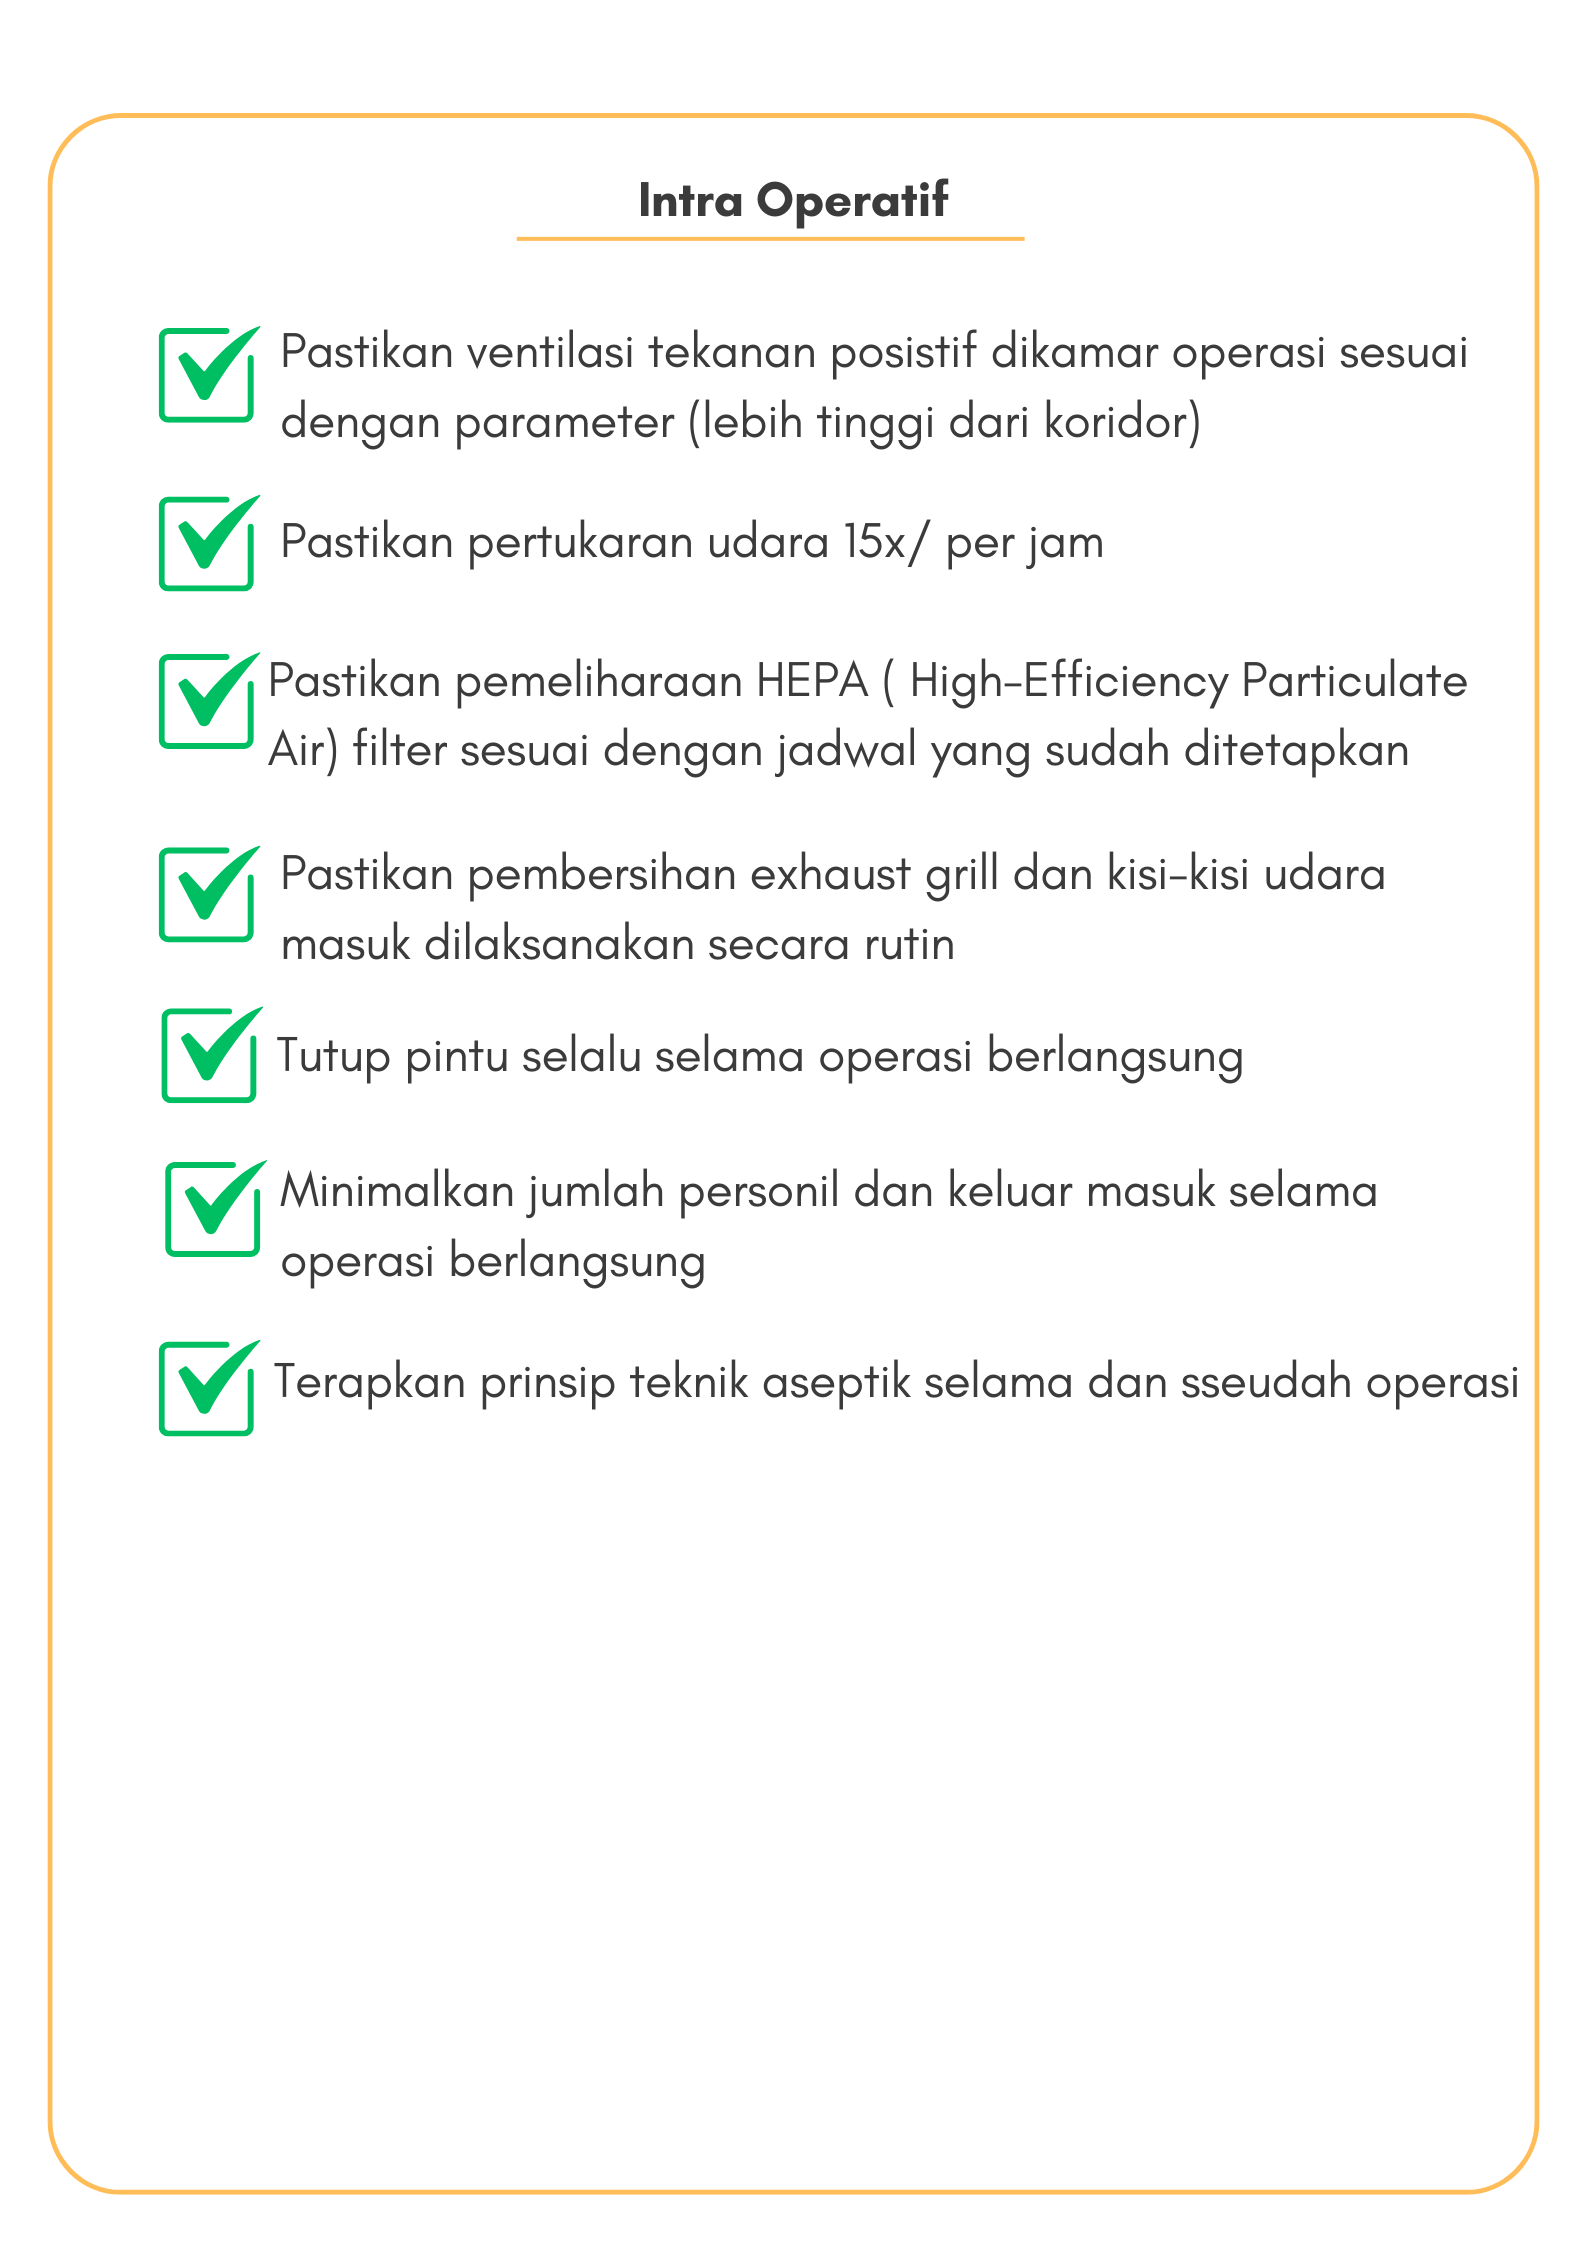 Intra Operatif
Pastikan ventilasi tekanan posistif dikamar operasi sesuai
dengan parameter (lebih tinggi dari koridor)
Pastikan pertukaran udara 15x/ per jam
Pastikan pemeliharaan HEPA ( High-Efficiency Particulate
Air) filter sesuai dengan jadwal yang sudah ditetapkan
Pastikan pembersihan exhaust grill dan kisi-kisi udara
masuk dilaksanakan secara rutin
Tutup pintu selalu selama operasi berlangsung
Minimalkan jumlah personil dan keluar masuk selama
operasi berlangsung
Terapkan prinsip teknik aseptik selama dan sseudah operasi